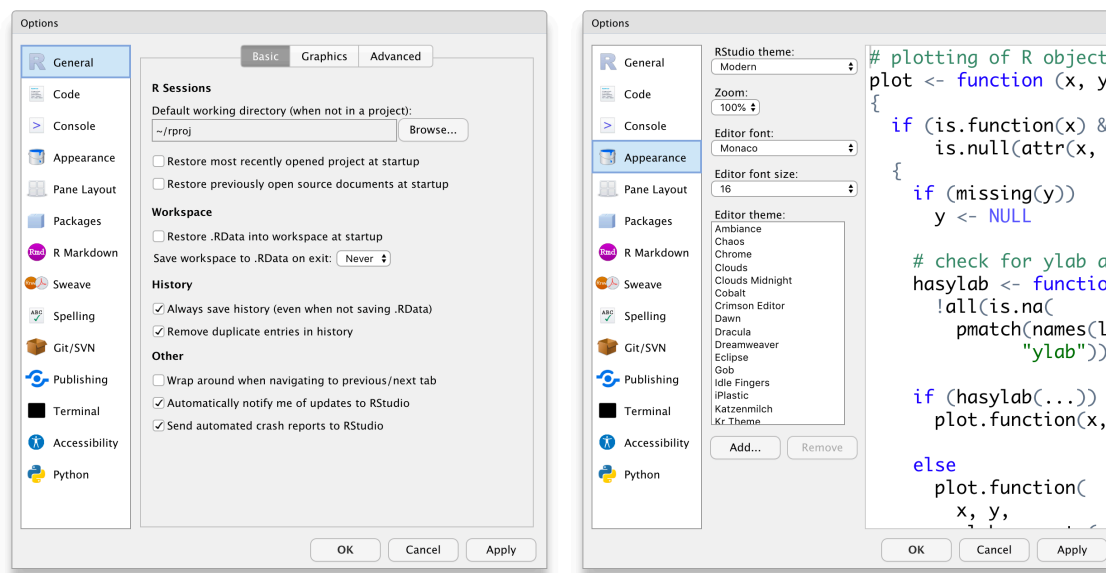 Options
General
Code
Console
Appearance
Pane Layout
Packages
Rmd R Markdown
Sweave
ABC Spelling
Git/SVN
Publishing
Terminal
Accessibility
Python
Basic Graphics Advanced
R Sessions
Default working directory (when not in a project):
~/rproj Browse...
Restore most recently opened project at startup
Restore previously open source documents at startup
Workspace
Restore .RData into workspace at startup
Save workspace to .RData on exit: Never
History
Always save history (even when not saving .RData)
Remove duplicate entries in history
Other
Wrap around when navigating to previous/next tab
Automatically notify me of updates to RStudio
Send automated crash reports to RStudio
OK Cancel Apply
Options
General
Code
Console
Appearance
Pane Layout
Packages
Rmd R Markdown
Sweave
ABC Spelling
Git/SVN
Publishing
Terminal
Accessibility
Python
RStudio theme:
Modern
Zoom:
100%
Editor font:
Monaco
Editor font size:
16
Editor theme:
Ambiance
Chaos
Chrome
Clouds
Clouds Midnight
Cobalt
Crimson Editor
Dawn
Dracula
Dreamweaver
Eclipse
Gob
Idle Fingers
iPlastic
Katzenmilch
Kr Theme
Add... Remove
# plotting of R object
plot <- function (x, y
{
if (is.function(x) &
is.null(attr(x,
{
if (missing(y))
y <- NULL
# check for ylab a
hasylab <- functio
!all(is.na(
pmatch(names(l
"ylab"))
if (hasylab(...))
plot.function(x,
else
plot.function(
x, y,
OK Cancel Apply